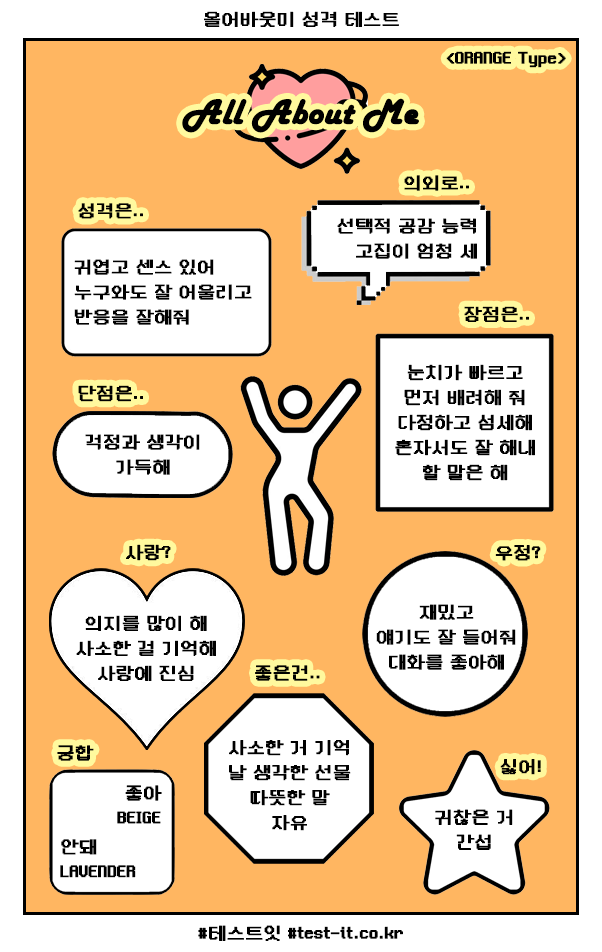 올어바웃미 성격 테스트
<ORANGE Type>
All About Me
의외로..
선택적 공감 능력
고집이 엄청 세
성격은..
귀엽고 센스 있어
누구와도 잘 어울리고
반응을 잘해줘
장점은..
눈치가 빠르고
먼저 배려해 줘
다정하고 섬세해
혼자서도 잘 해내
할 말은 해
단점은..
걱정과 생각이
가득해
사랑?
의지를 많이 해
사소한 걸 기억해
사랑에 진심
우정?
재밌고
얘기도 잘 들어줘
대화를 좋아해
좋은건..
사소한 거 기억
날 생각한 선물
따뜻한 말
자유
궁합
좋아
BEIGE
안돼
LAVENDER
싫어!
귀찮은 거
간섭
#테스트잇 #test-it.co.kr